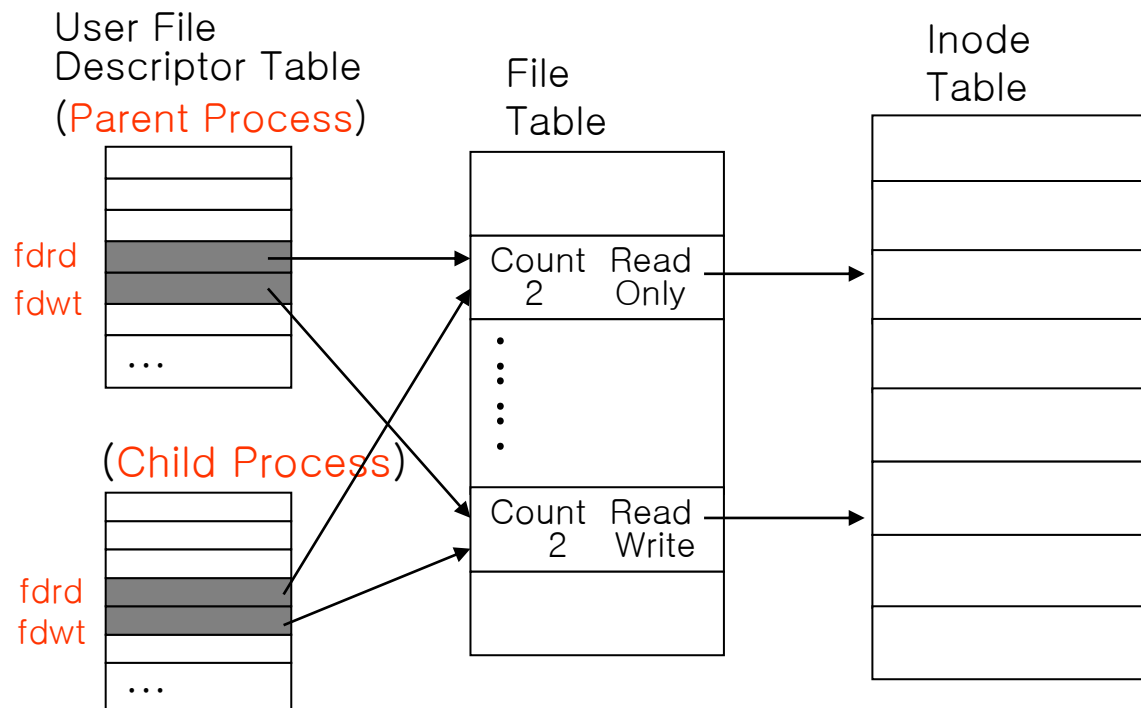 User File
Descriptor Table
(Parent Process)
fdrd
fdwt
...
(Child Process)
fdrd
fdwt
...
File
Table
Count Read
2 Only
Count Read
2 Write
Inode
Table